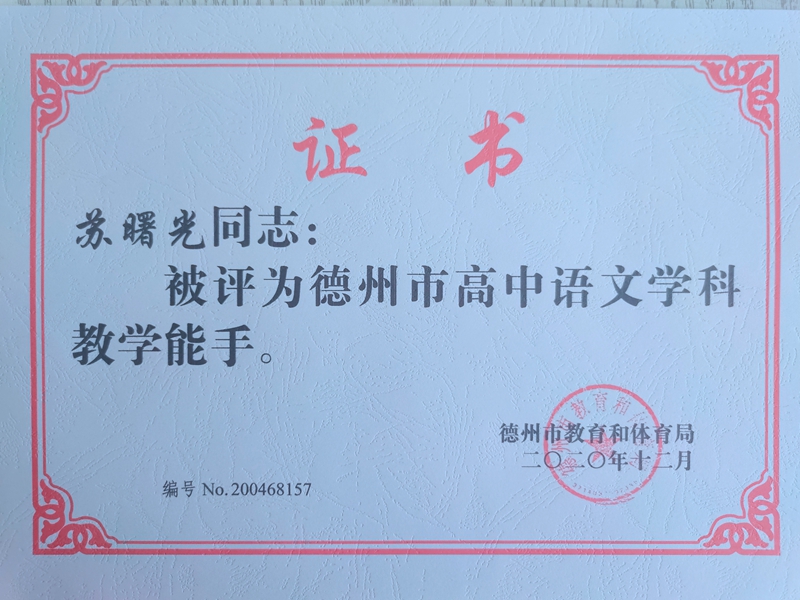 证 书
苏曙光同志：
被评为德州市高中语文学科
教学能手。
德州市教育和体育局
二〇二〇年十二月
编号 No. 200468157